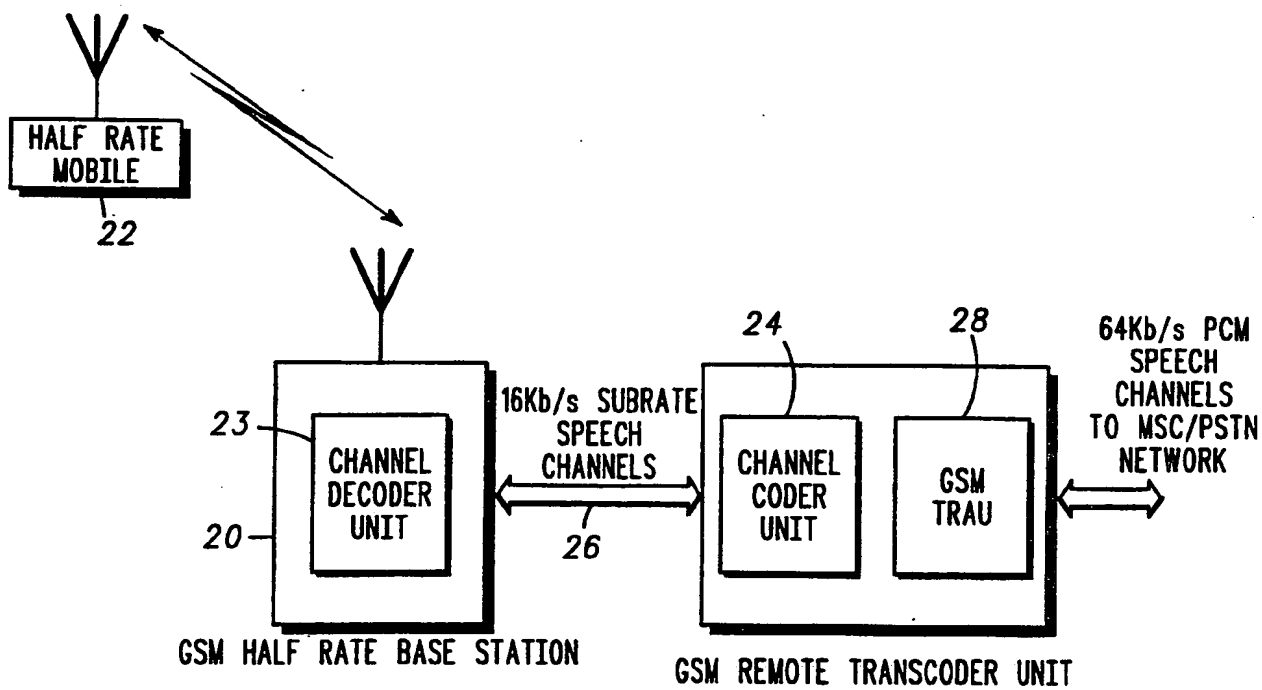 HALF RATE
MOBILE
22
24
28
64Kb/s PCM
SPEECH
CHANNELS
TO MSC/PSTN
NETWORK
16Kb/s SUBRATE
SPEECH
CHANNELS
23
CHANNEL
DECODER
UNIT
CHANNEL
CODER
UNIT
GSM
TRAU
20
26
GSM HALF RATE BASE STATION
GSM REMOTE TRANSCODER UNIT